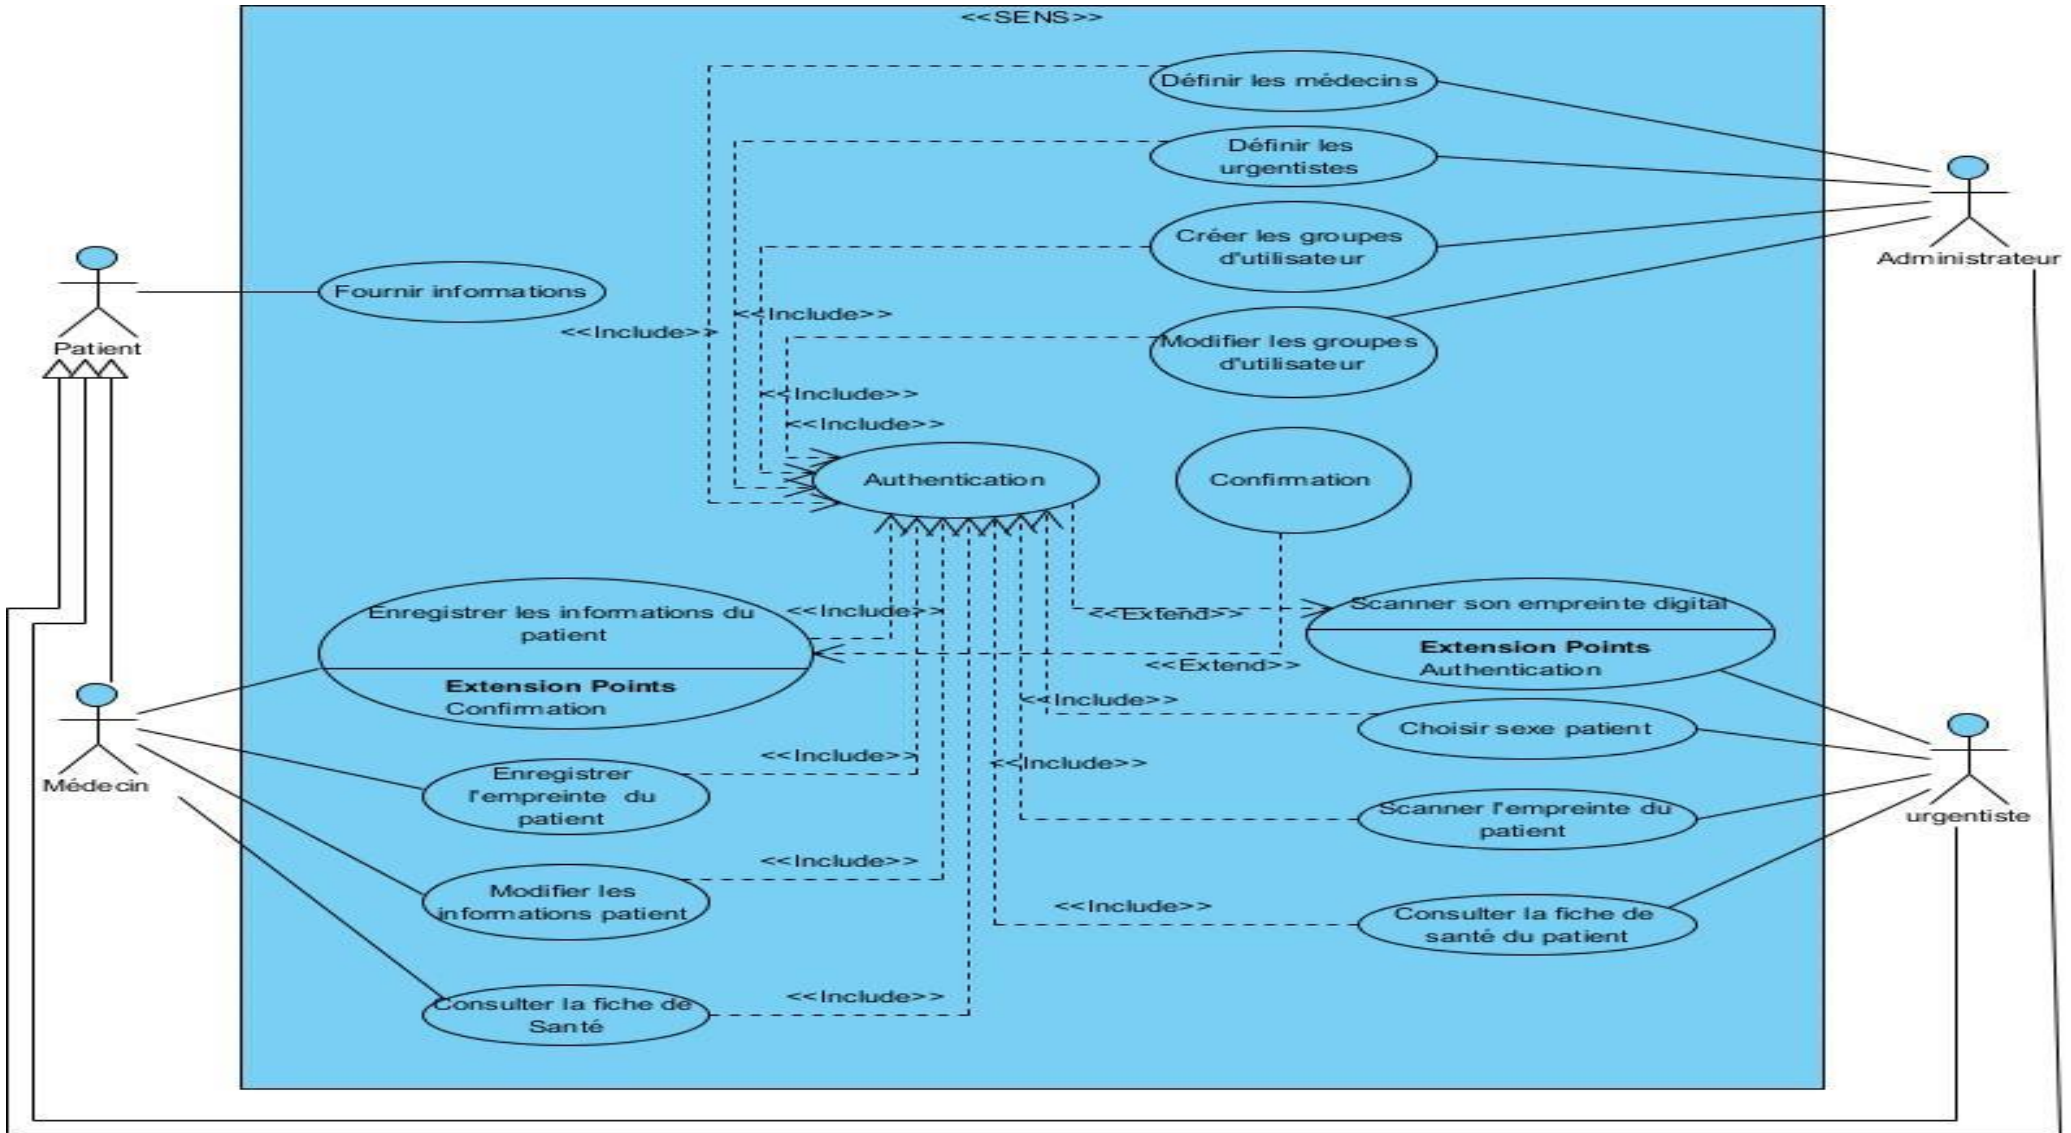 <<SENS>>
Définir les médecins
Définir les
urgentistes
Créer les groupes
d'utilisateur
Administrateur
Fournir informations
<<Include>>
<<Include>>
Patient
Modifier les groupes
d'utilisateur
<<Include>>
<<Include>>
Authentication
Confirmation
Enregistrer les informations du
patient
Extension Points
Confirmation
<<Include>>
<<Extend>>
Scanner son empreinte digital
Extension Points
Authentication
<<Extend>>
<<Include>>
Choisir sexe patient
Médecin
Enregistrer
l'empreinte du
patient
<<Include>>
<<Include>>
Scanner l'empreinte du
patient
urgentiste
Modifier les
informations patient
<<Include>>
<<Include>>
Consulter la fiche de
santé du patient
Consulter la fiche de
Santé
<<Include>>